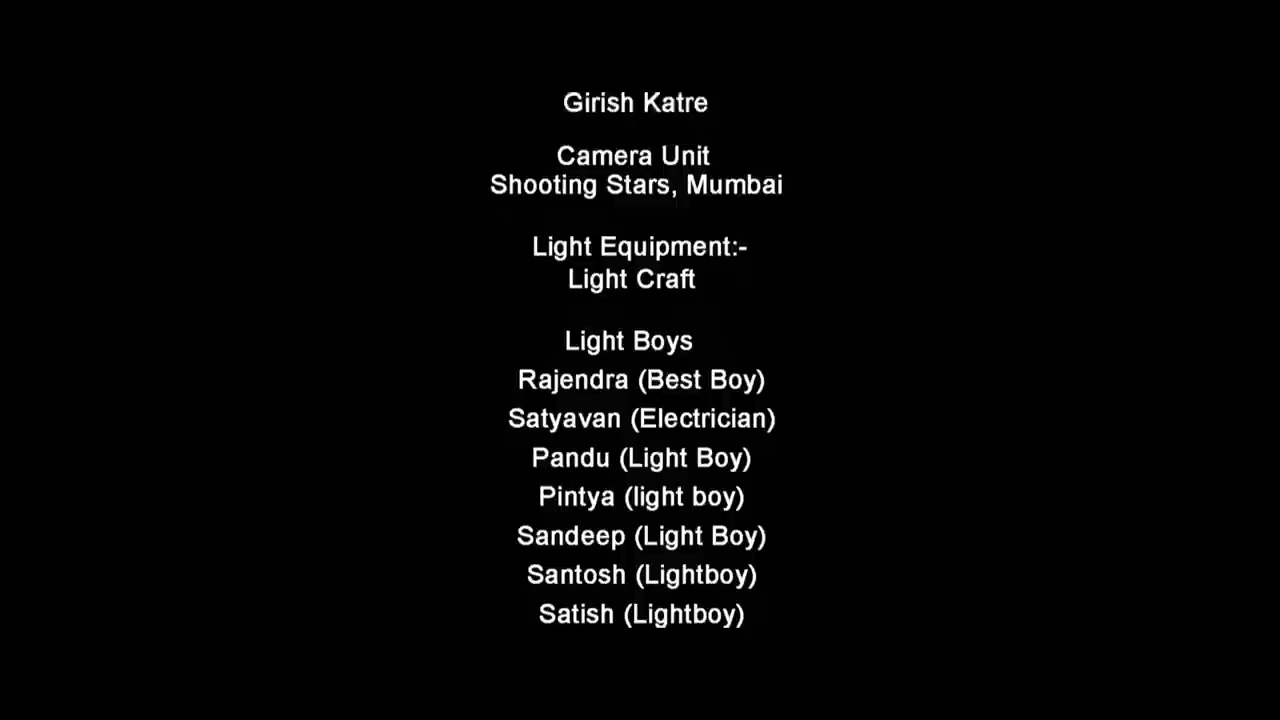 Girish Katre
Camera Unit
Shooting Stars, Mumbai
Light Equipment:-
Light Craft
Light Boys
Rajendra (Best Boy)
Satyavan (Electrician)
Pandu (Light Boy)
Pintya (light boy)
Sandeep (Light Boy)
Santosh (Lightboy)
Satish (Lightboy)